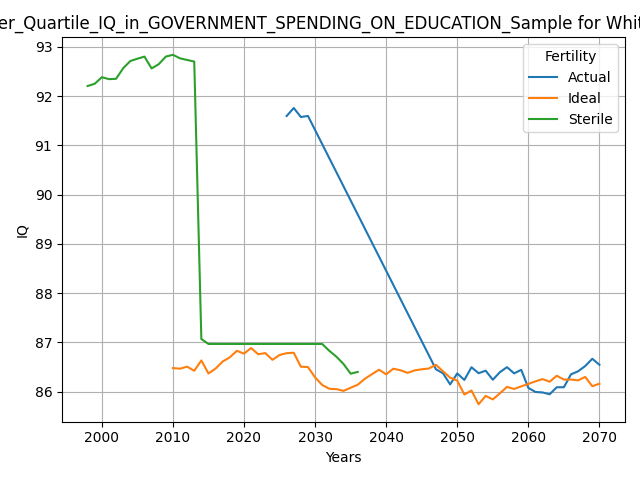 er_Quartile_IQ_in_GOVERNMENT_SPENDING_ON_EDUCATION_Sample for Whit
93
92
91
90
89
88
87
86
IQ
Fertility
Actual
Ideal
Sterile
2000
2010
2020
2030
2040
2050
2060
2070
Years